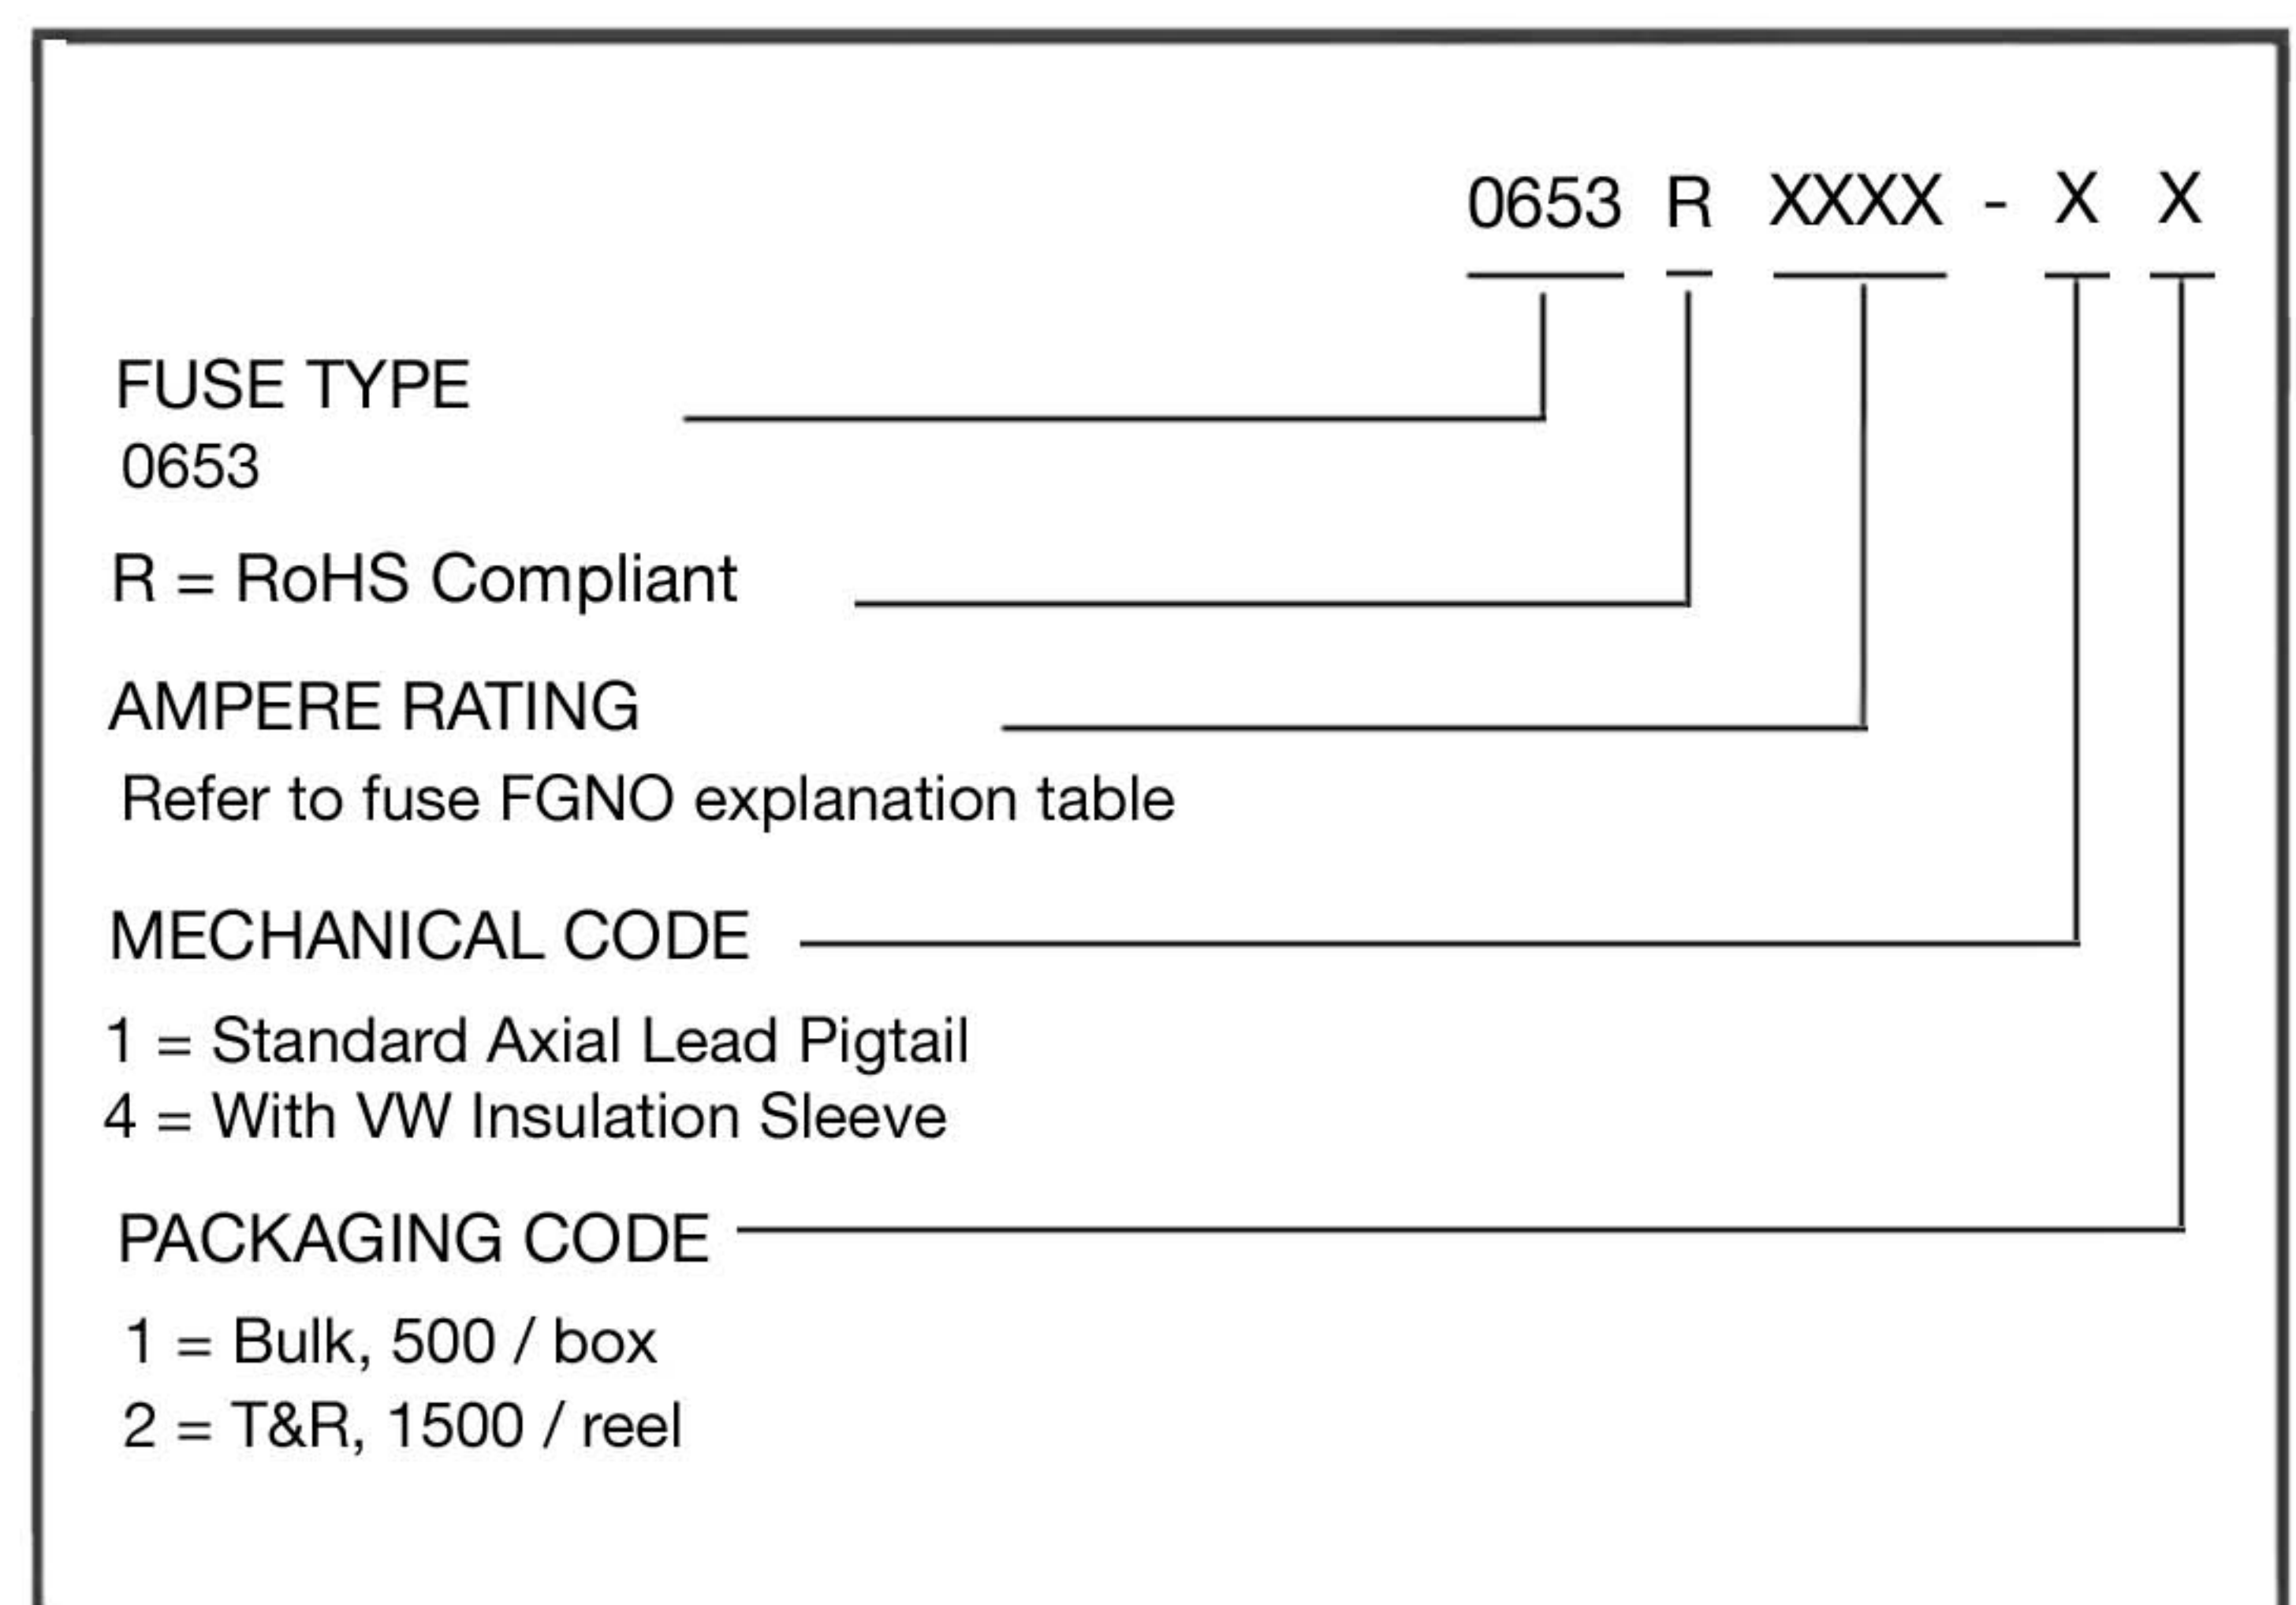 0653 R XXXX - X X
FUSE TYPE
0653
R = RoHS Compliant
AMPERE RATING
Refer to fuse FGNO explanation table
MECHANICAL CODE
1 = Standard Axial Lead Pigtail
4 = With VW Insulation Sleeve
PACKAGING CODE
1 = Bulk, 500 / box
2 = T&R, 1500 / reel